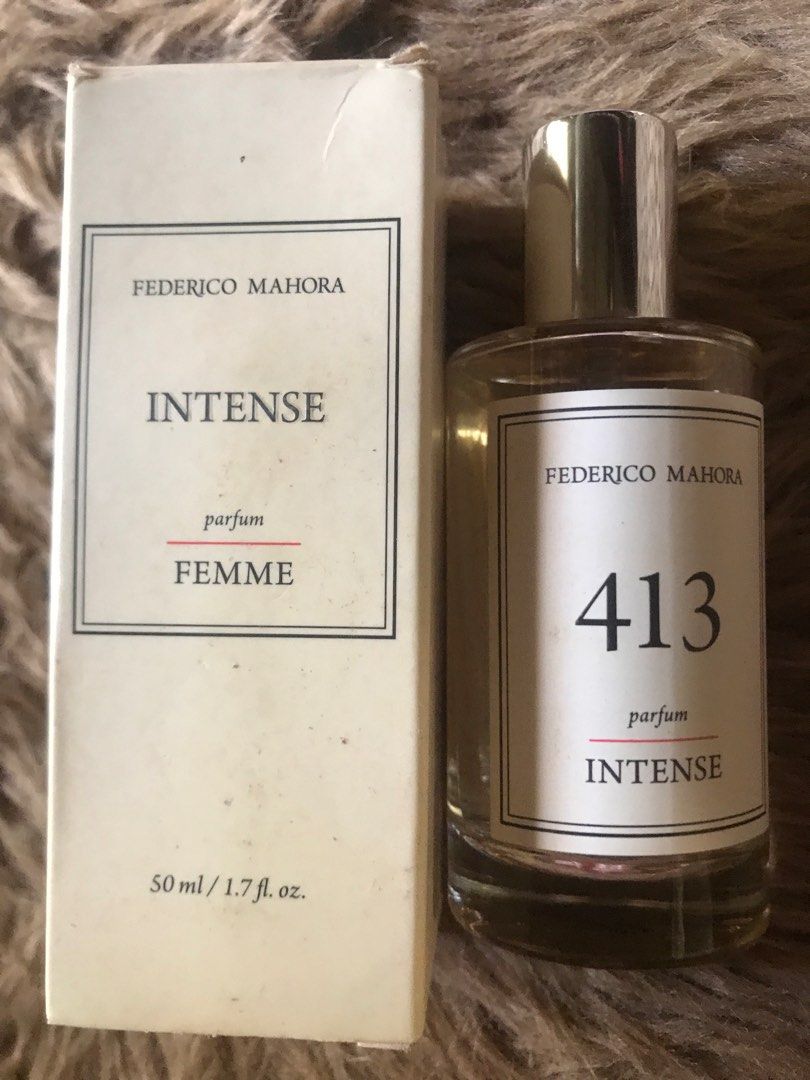 FEDERICO MAHORA
INTENSE
parfum
FEMME
50 ml / 1.7 fl. oz.
FEDERICO MAHORA
413
parfum
INTENSE